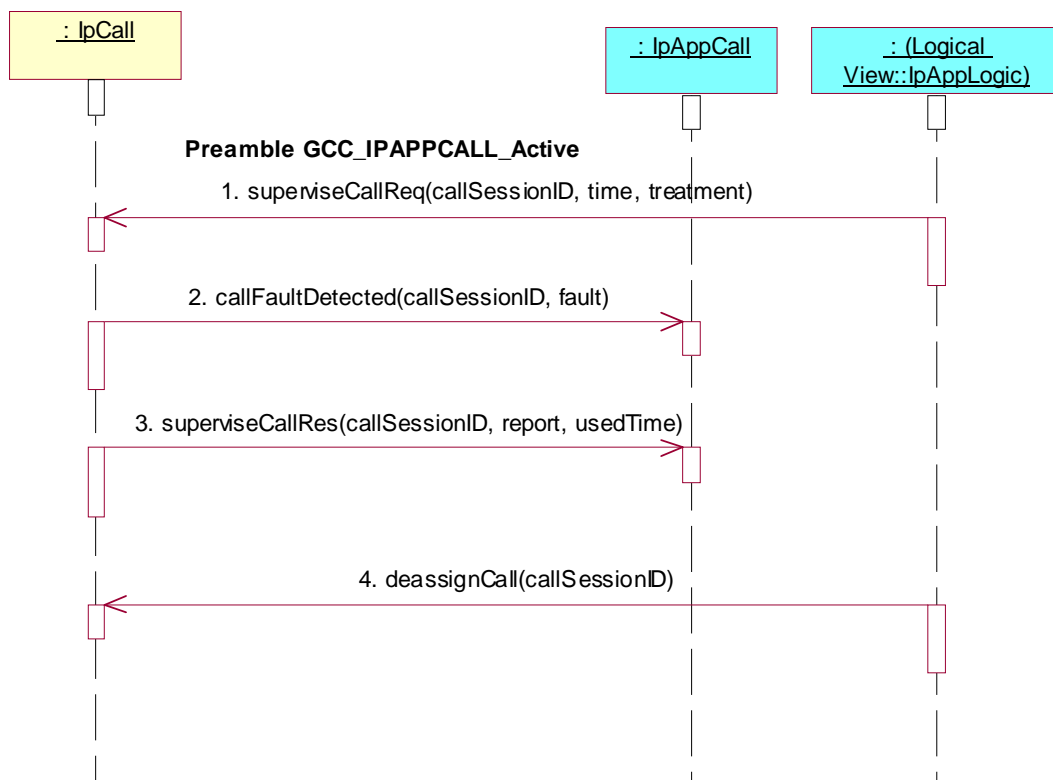 : IpCall
: IpAppCall
: (Logical
View::IpAppLogic)
Preamble GCC_IPAPPCALL_Active
1. superviseCallReq(callSessionID, time, treatment)
2. callFaultDetected(callSessionID, fault)
3. superviseCallRes(callSessionID, report, usedTime)
4. deassignCall(callSessionID)